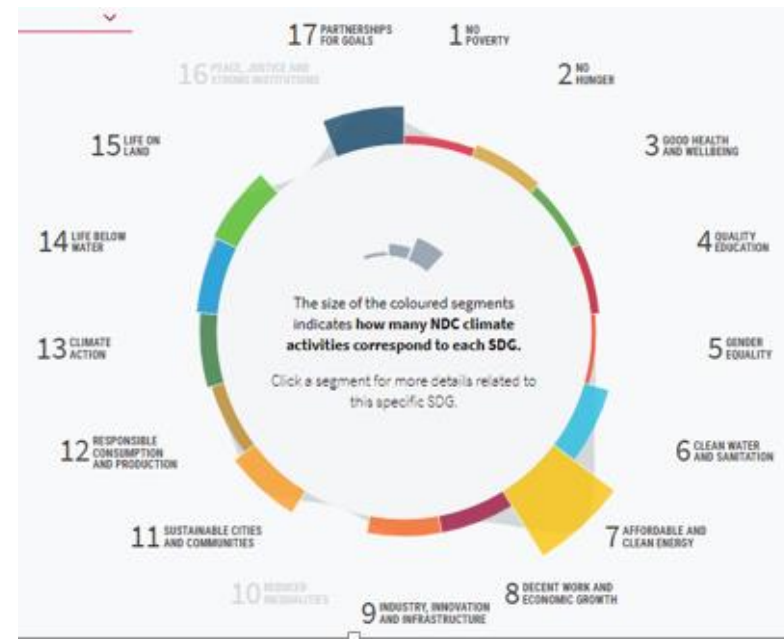 17 PARTNERSHIPS
FOR GOALS
1 NO
POVERTY
16 PEACE, JUSTICE AND
STRONG INSTITUTIONS
2 NO
HUNGER
15 LIFE ON
LAND
3 GOOD HEALTH
AND WELLBEING
14 LIFE BELOW
WATER
4 QUALITY
EDUCATION
The size of the coloured segments
indicates how many NDC climate
activities correspond to each SDG.
Click a segment for more details related to
this specific SDG.
13 CLIMATE
ACTION
5 GENDER
EQUALITY
12 RESPONSIBLE
CONSUMPTION
AND PRODUCTION
6 CLEAN WATER
AND SANITATION
11 SUSTAINABLE CITIES
AND COMMUNITIES
7 AFFORDABLE AND
CLEAN ENERGY
10 REDUCED
INEQUALITIES
9 INDUSTRY, INNOVATION
AND INFRASTRUCTURE
8 DECENT WORK AND
ECONOMIC GROWTH